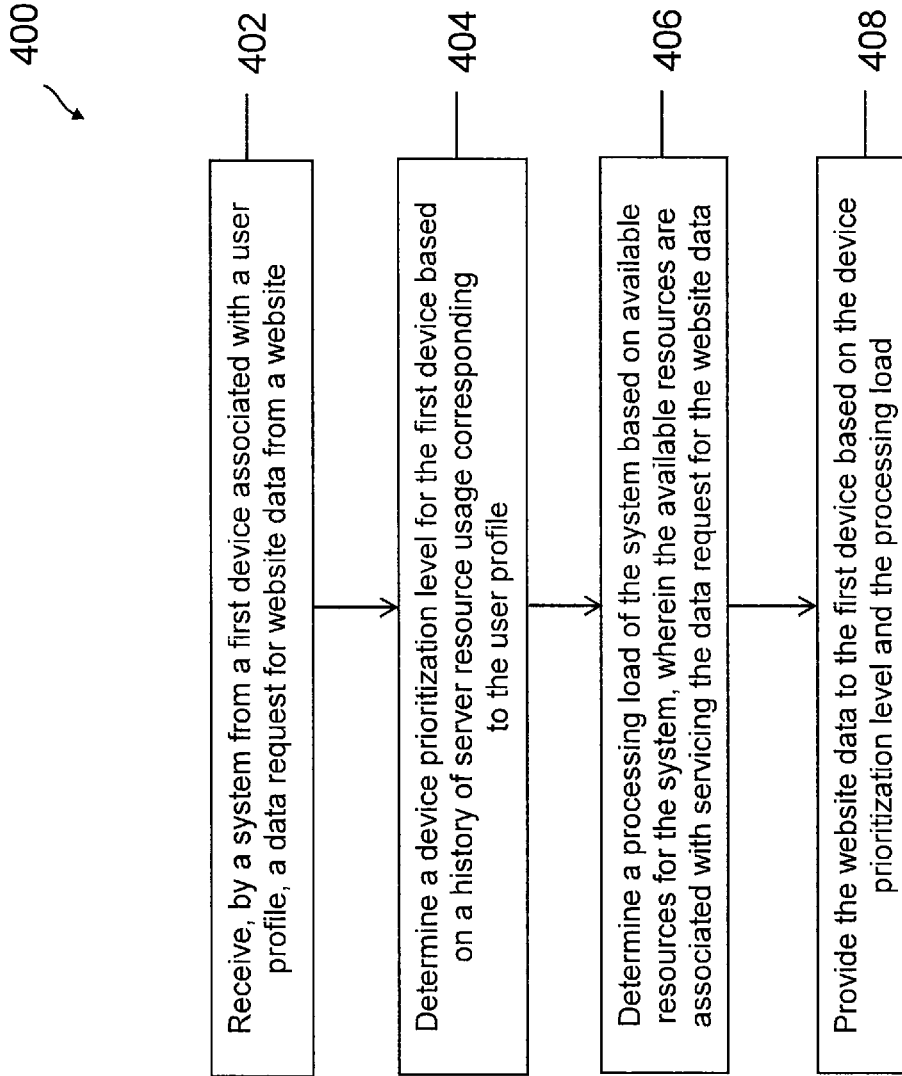 400
Receive, by a system from a first device associated with a user
profile, a data request for website data from a website
402
Determine a device prioritization level for the first device based
on a history of server resource usage corresponding
to the user profile
404
Determine a processing load of the system based on available
resources for the system, wherein the available resources are
associated with servicing the data request for the website data
406
Provide the website data to the first device based on the device
prioritization level and the processing load
408